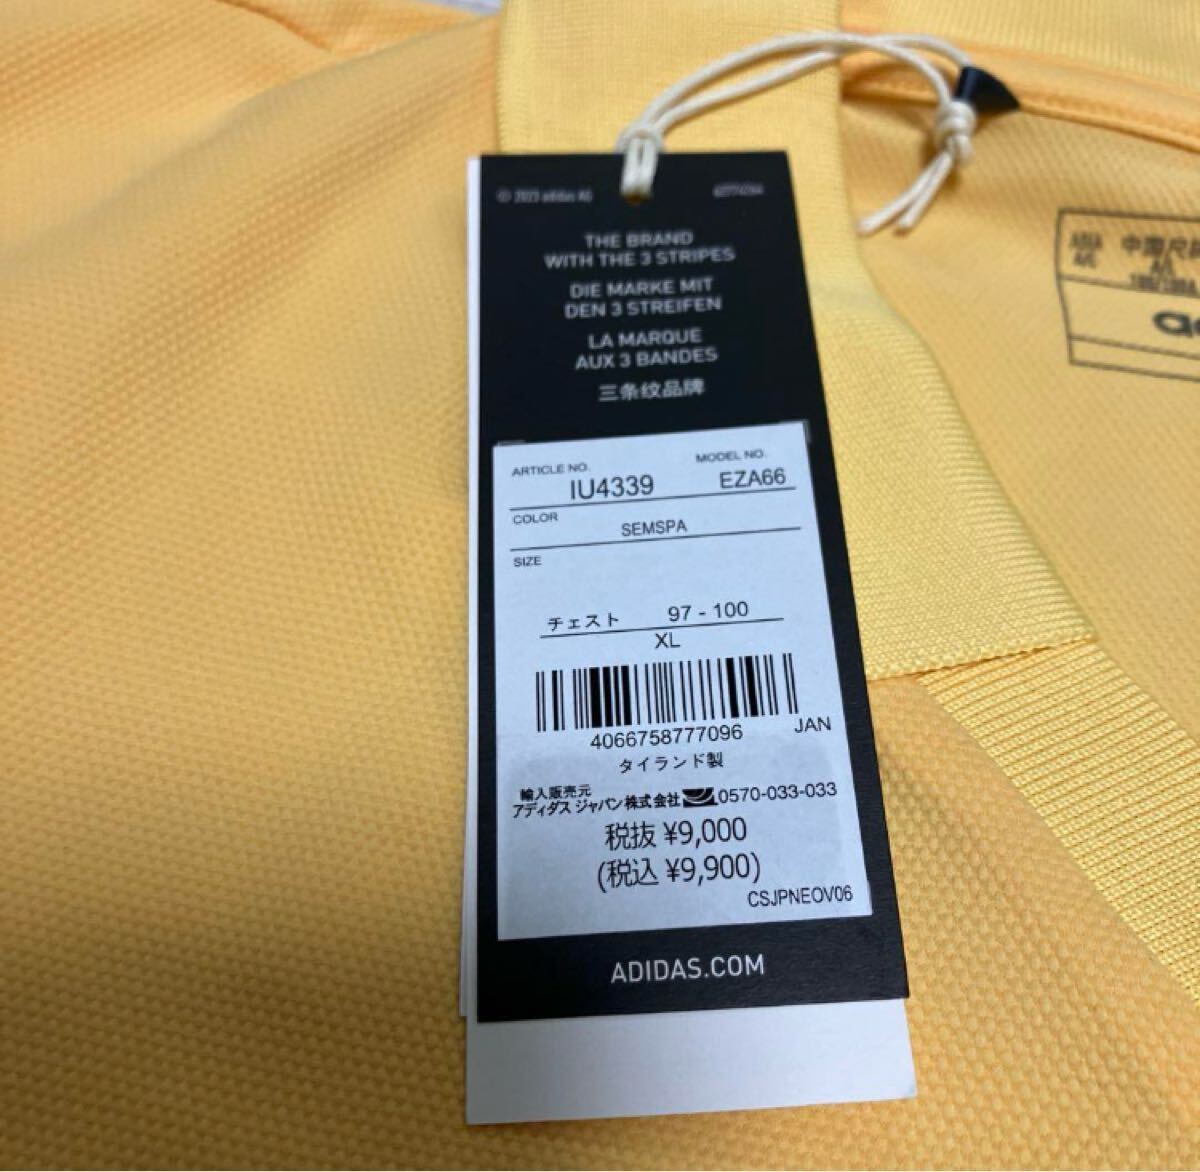 © 2023 adidas AG
THE BRAND
WITH THE 3 STRIPES
DIE MARKE MIT
DEN 3 STREIFEN
LA MARQUE
AUX 3 BANDES
三条纹品牌
ARTICLE NO.
IU4339
MODEL NO.
EZA66
COLOR
SEMSPA
SIZE
チェスト 97 - 100
XL
4066758777096 JAN
タイランド製
輸入販売元
アディダス ジャパン株式会社 0570-033-033
税抜 ¥9,000
(税込 ¥9,900)
CSJPNEOV06
ADIDAS.COM